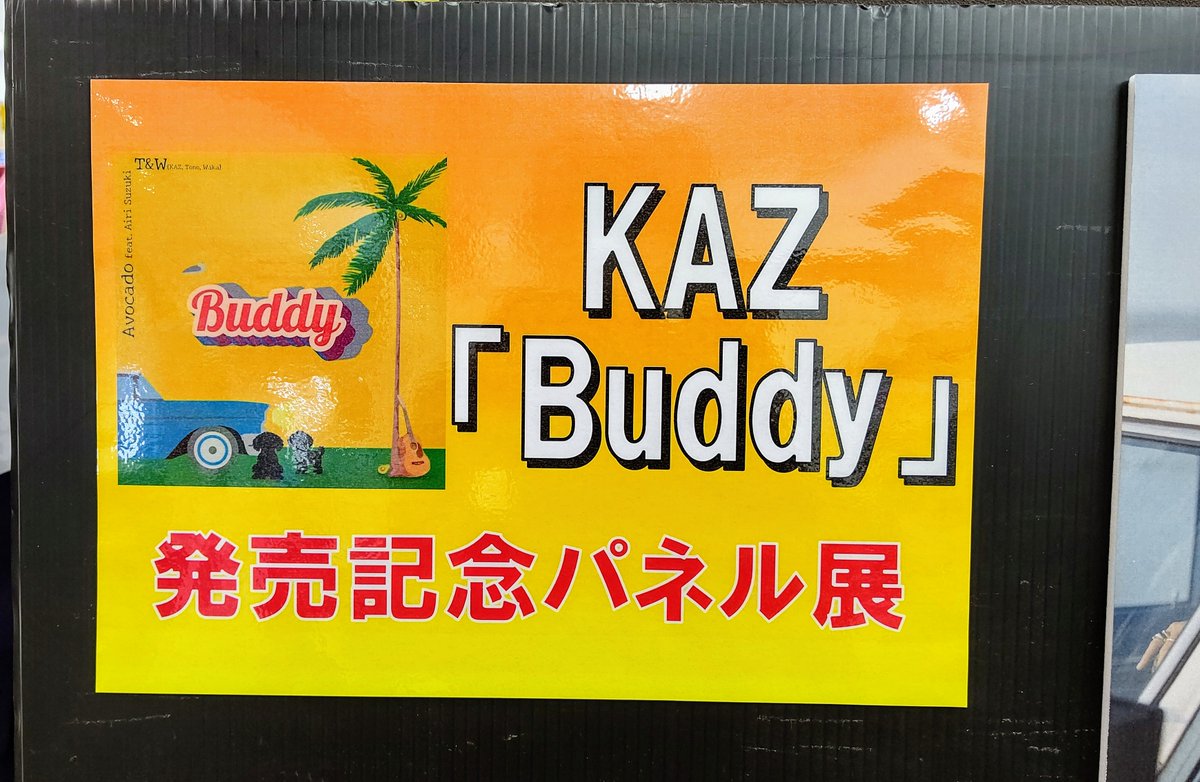 T&W(KAZ, Tono, Wika)
Avocado feat. Airi Suzuki
Buddy
KAZ
「Buddy」
発売記念パネル展